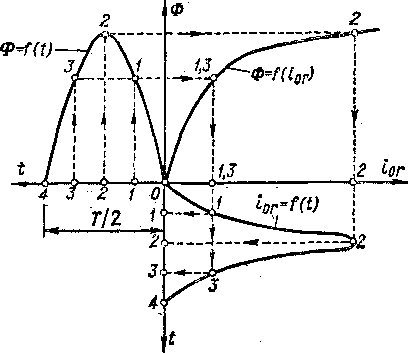 2 Ф 2
Ф=f(t)
3 1 1,3 Ф=f(i₀г)
t 4 3 2 1 0 1,3 2 i₀г
T/2 1 1 i₀г=f(t)
2 2
3 3
4
t